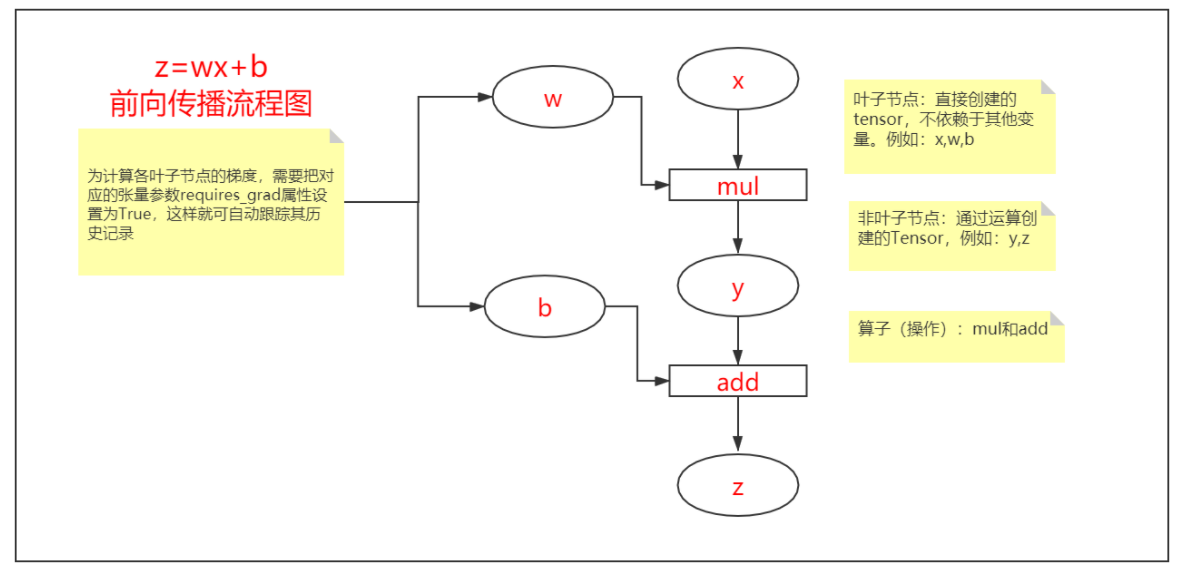 z=wx+b
前向传播流程图
为计算各叶子节点的梯度，需要把对
应的张量参数requires_grad属性设
置为True，这样就可自动跟踪其历
史记录
w
x
mul
b
y
add
z
叶子节点：直接创建的
tensor，不依赖于其他变
量。例如：x,w,b
非叶子节点：通过运算创
建的Tensor，例如：y,z
算子（操作）：mul和add